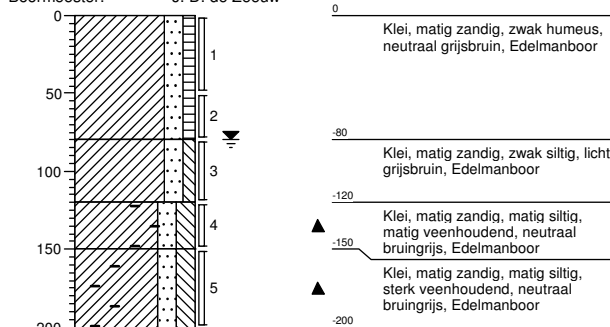 Boormeester: J. D. de Zeeuw
0
50
100
150
200
1
2
3
4
5
0
Klei, matig zandig, zwak humeus,
neutraal grijsbruin, Edelmanboor
-80
Klei, matig zandig, zwak siltig, licht
grijsbruin, Edelmanboor
-120
Klei, matig zandig, matig siltig,
matig veenhoudend, neutraal
bruingrijs, Edelmanboor
-150
Klei, matig zandig, matig siltig,
sterk veenhoudend, neutraal
bruingrijs, Edelmanboor
-200